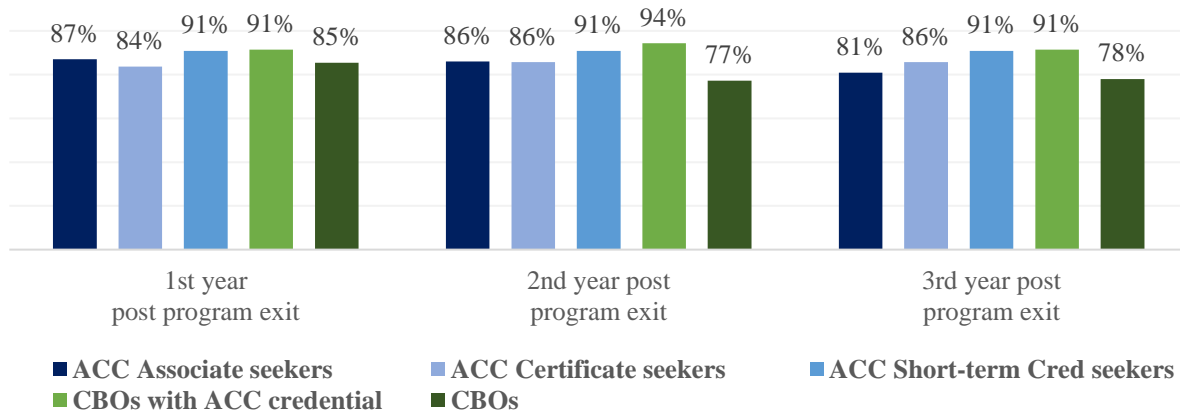 87% 84% 91% 91% 85%
86% 86% 91% 94% 77%
81% 86% 91% 91% 78%
1st year
post program exit
2nd year post
program exit
3rd year post
program exit
ACC Associate seekers
ACC Certificate seekers
ACC Short-term Cred seekers
CBOs with ACC credential
CBOs